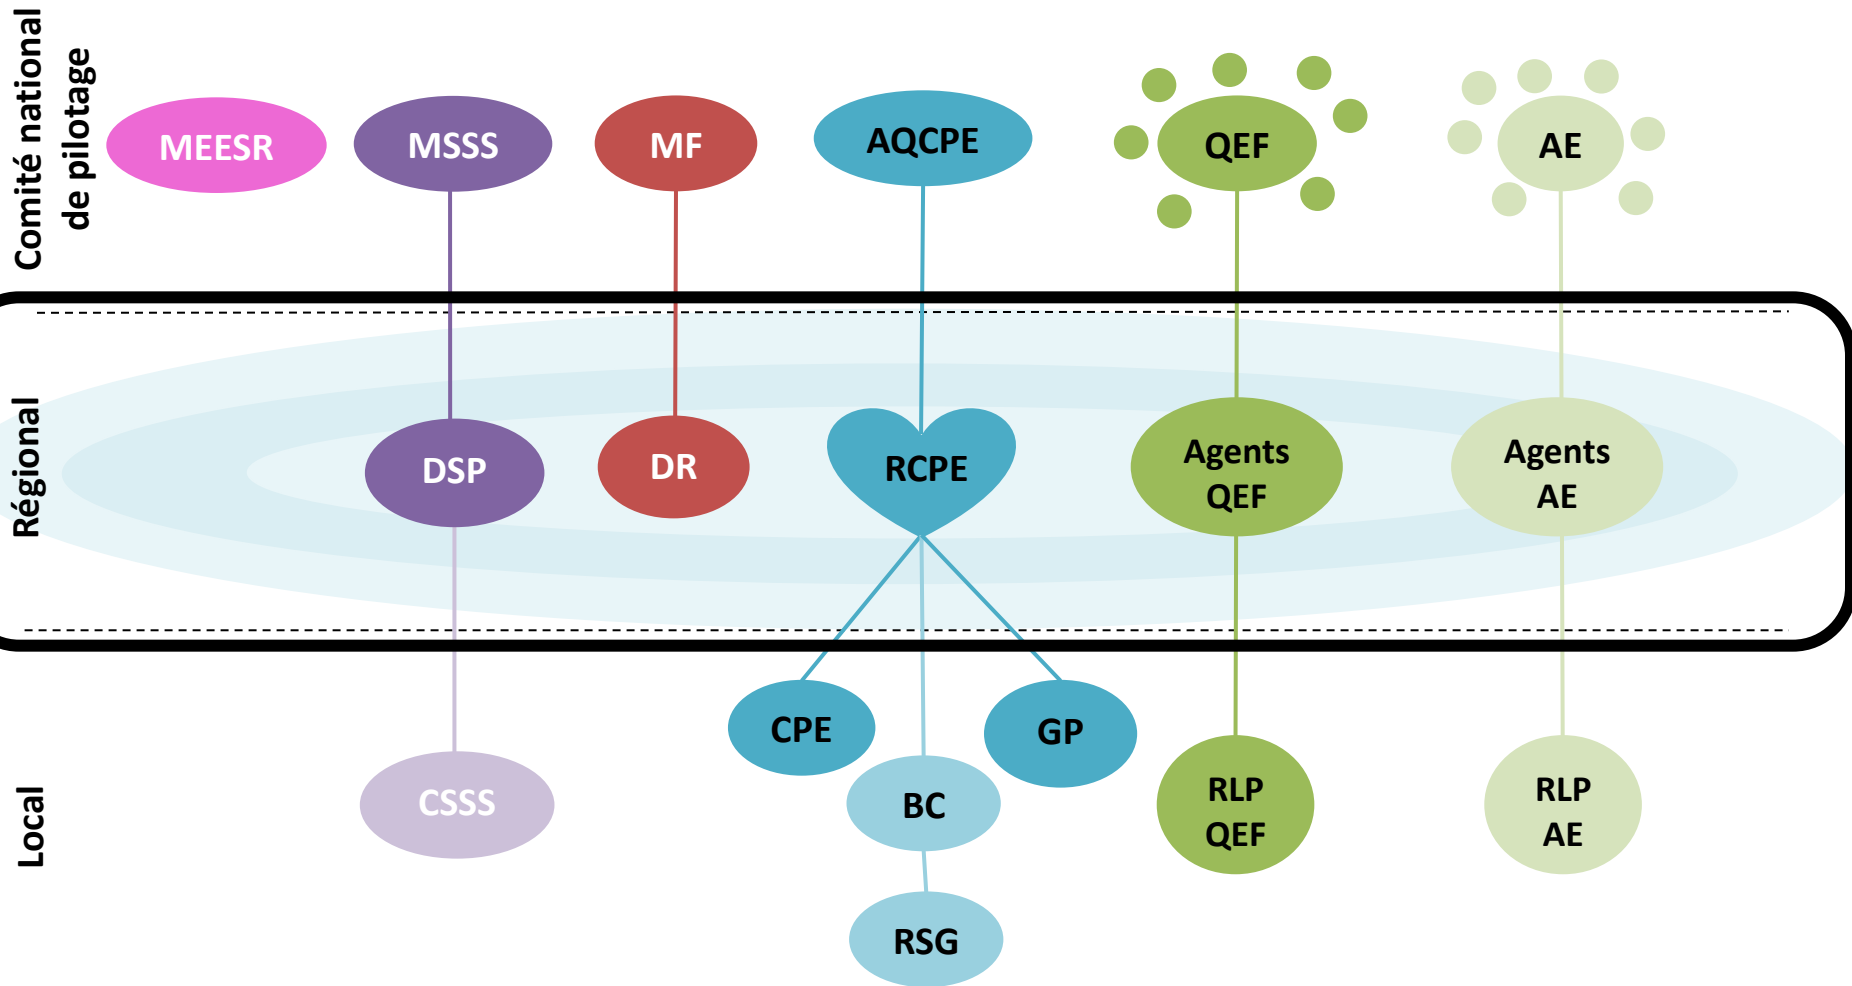 Comité national
de pilotage
MEESR
MSSS
MF
AQCPE
QEF
AE
Régional
DSP
DR
RCPE
Agents
QEF
Agents
AE
Local
CSSS
CPE
BC
GP
RSG
RLP
QEF
RLP
AE